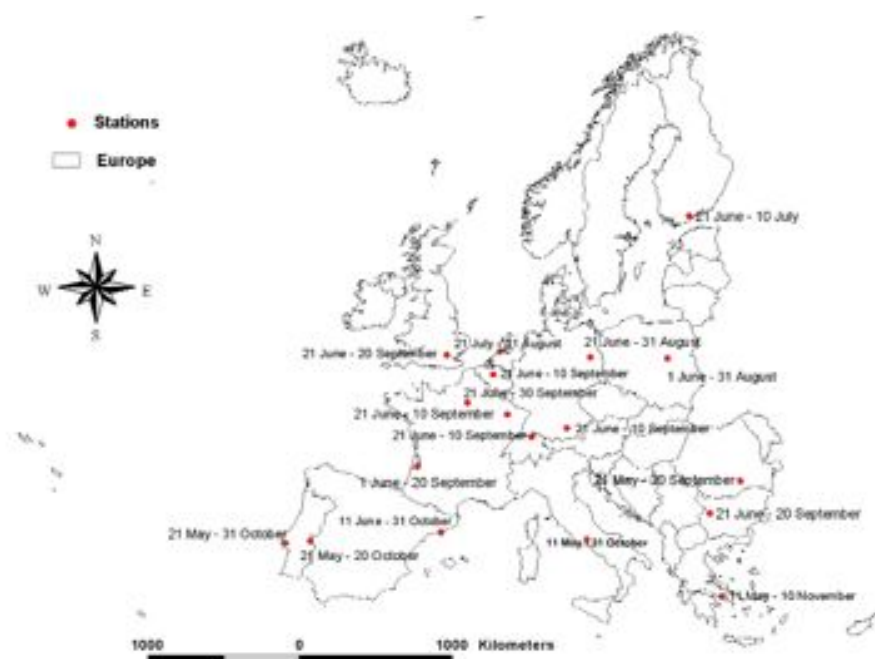 Stations
Europe
N
W E
S
21 June - 10 July
21 July - 31 August
21 June - 31 August
21 June - 20 September
1 June - 31 August
21 June - 10 September
June - 30 September
21 June - 10 September
21 June - 10 September
21 June - 10 September
1 June - 20 September
21 May - September
21 June - 20 September
11 June - 31 October
21 May - 31 October
21 May - 20 October
11 May - 31 October
May - 10 November
1000 0 1000 Kilometers